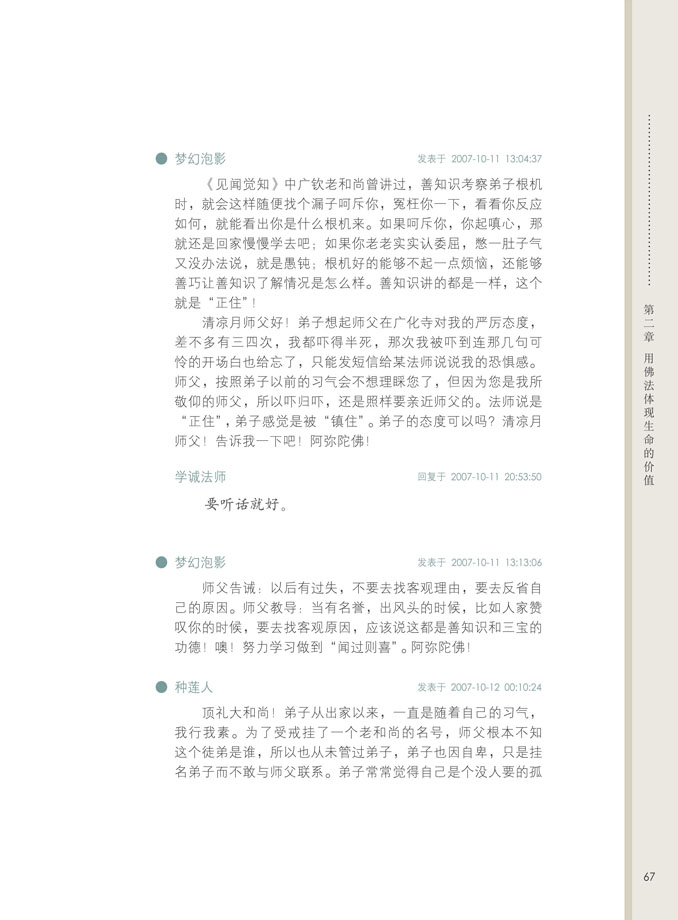 梦幻泡影 发表于 2007-10-11 13:04:37
《见闻觉知》中广钦老和尚曾讲过，善知识考察弟子根机
时，就会这样随便找个漏子呵斥你，冤枉你一下，看看你反应
如何，就能看出你是什么根机来。如果呵斥你，你起嗔心，那
就还是回家慢慢学去吧；如果你老老实实认委屈，憋一肚子气
又没办法说，就是愚钝；根机好的能够不起一点烦恼，还能够
善巧让善知识了解情况是怎么样。善知识讲的都是一样，这个
就是“正住”！
清凉月师父好！弟子想起师父在广化寺对我的严厉态度，
差不多有三四次，我都吓得半死，那次我被吓到连那几句可
怜的开场白也给忘了，只能发短信给某法师说说我的恐惧感。
师父，按照弟子以前的习气会不想理睬您了，但因为您是我所
敬仰的师父，所以吓归吓，还是照样要亲近师父的。法师说是
“正住”，弟子感觉是被“镇住”。弟子的态度可以吗？清凉月
师父！告诉我一下吧！阿弥陀佛！
学诚法师 回复于 2007-10-11 20:53:50
要听话就好。
梦幻泡影 发表于 2007-10-11 13:13:06
师父告诫：以后有过失，不要去找客观理由，要去反省自
己的原因。师父教导：当有名誉，出风头的时候，比如人家赞
叹你的时候，要去找客观原因，应该说这都是善知识和三宝的
功德！噢！努力学习做到“闻过则喜”。阿弥陀佛！
种莲人 发表于 2007-10-12 00:10:24
顶礼大和尚！弟子从出家以来，一直是随着自己的习气，
我行我素。为了受戒挂了一个老和尚的名号，师父根本不知
这个徒弟是谁，所以也从未管过弟子，弟子也因自卑，只是挂
名弟子而不敢与师父联系。弟子常常觉得自己是个没人要的孤
第二章 用佛法体现生命的价值
67